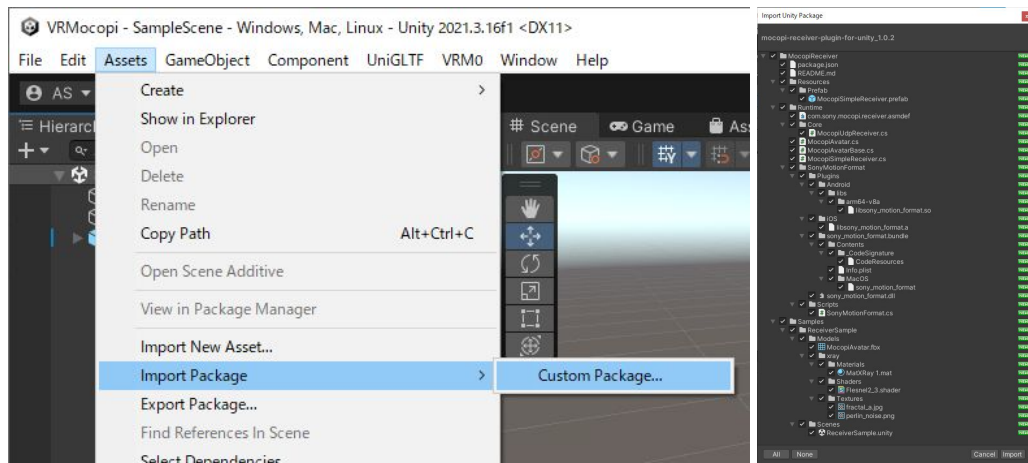 VRMocopi - SampleScene - Windows, Mac, Linux - Unity 2021.3.16f1 <DX11>
File Edit Assets GameObject Component UniGLTF VRM0 Window Help
AS
Create
Show in Explorer
Hierarc
Scene
Game
As
Open
Delete
Rename
Copy Path Alt+Ctrl+C
Open Scene Additive
View in Package Manager
Import New Asset...
Import Package
Custom Package...
Export Package...
Find References In Scene
Select Dependencies
Import Unity Package
mocopi-receiver-plugin-for-unity_1.0.2
MocopiReceiver
package.json
README.md
Resources
Prefab
MocopiSimpleReceiver.prefab
Runtime
com.sony.mocopi.receiver.asmdef
Core
MocopiUdpReceiver.cs
MocopiAvatar.cs
MocopiAvatarBase.cs
MocopiSimpleReceiver.cs
SonyMotionFormat
Plugins
Android
libs
arm64-v8a
libsony_motion_format.so
iOS
libsony_motion_format.a
sony_motion_format.bundle
Contents
_CodeSignature
CodeResources
Info.plist
MacOS
sony_motion_format
sony_motion_format.dll
Scripts
SonyMotionFormat.cs
Samples
ReceiverSample
Models
MocopiAvatar.fbx
xray
Materials
MatXRay 1.mat
Shaders
Flesnel2_3.shader
Textures
fractal_a.jpg
perlin_noise.png
Scenes
ReceiverSample.unity
All None Cancel Import